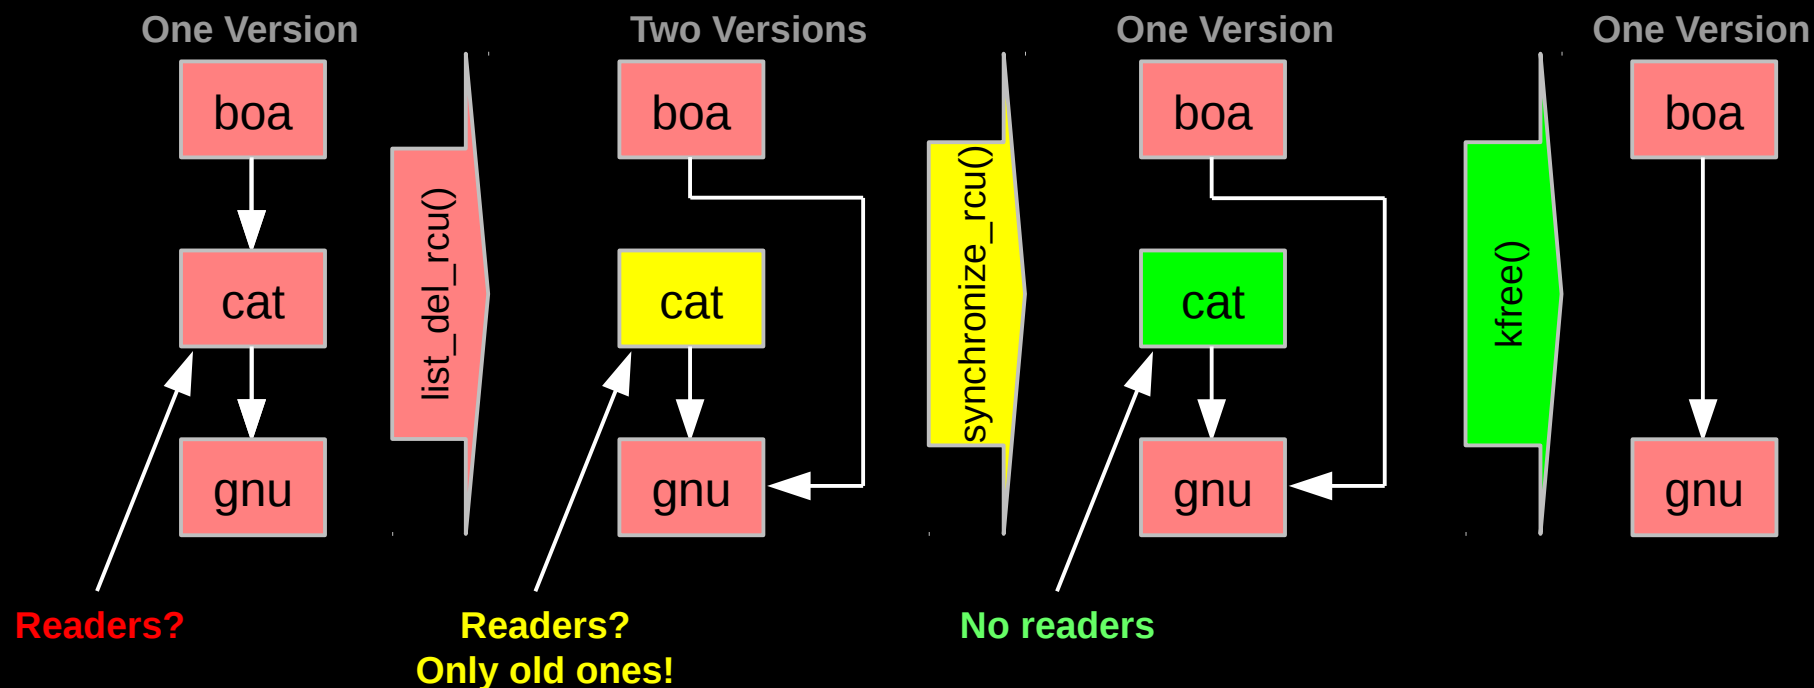 One Version
Two Versions
One Version
One Version
boa
boa
boa
boa
list_del_rcu()
synchronize_rcu()
kfree()
cat
cat
cat
gnu
gnu
gnu
gnu
Readers?
Readers?
Only old ones!
No readers